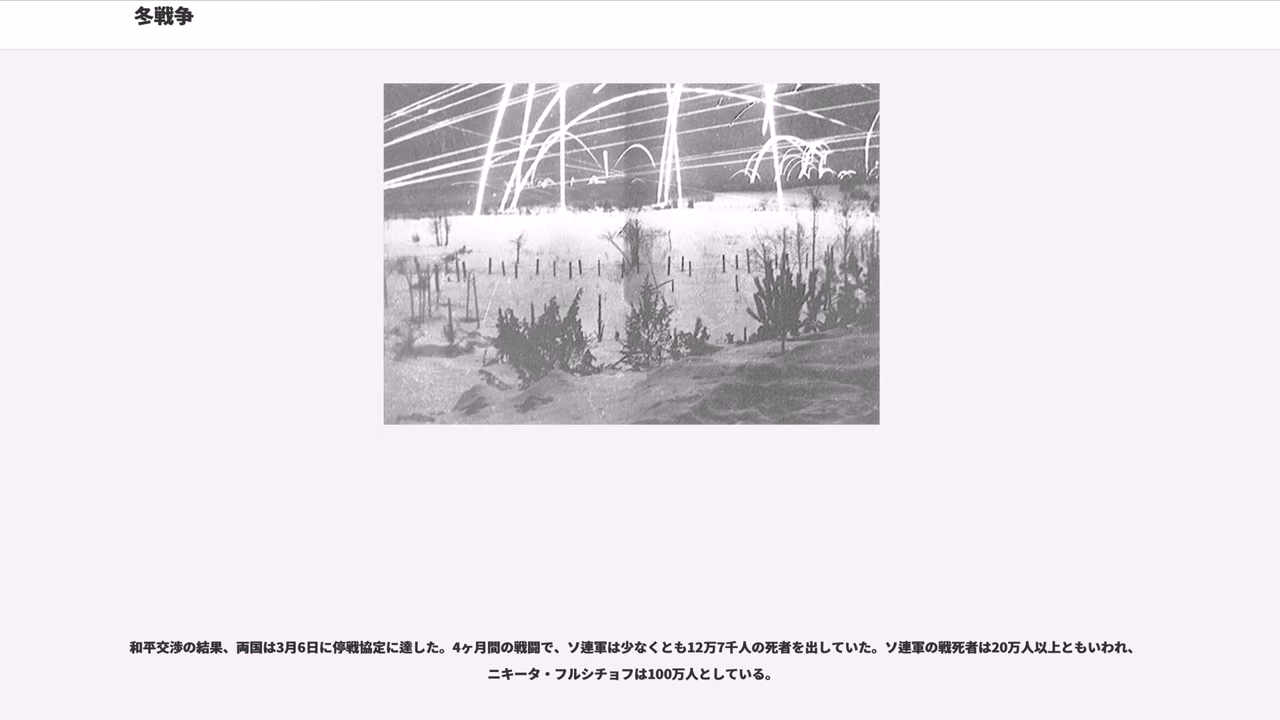 冬戦争
和平交渉の結果、両国は3月6日に停戦協定に達した。4ヶ月間の戦闘で、ソ連軍は少なくとも12万7千人の死者を出していた。ソ連軍の戦死者は20万人以上ともいわれ、
ニキータ・フルシチョフは100万人としている。